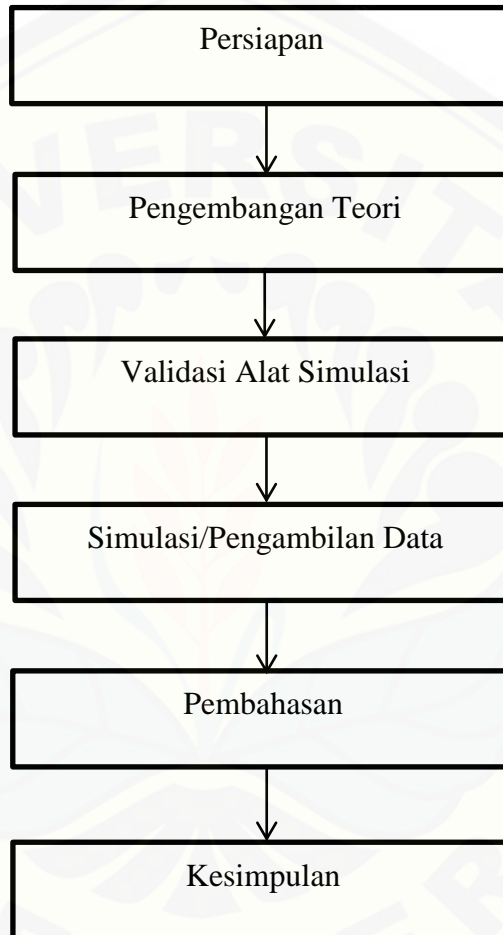 Persiapan
Pengembangan Teori
Validasi Alat Simulasi
Simulasi/Pengambilan Data
Pembahasan
Kesimpulan